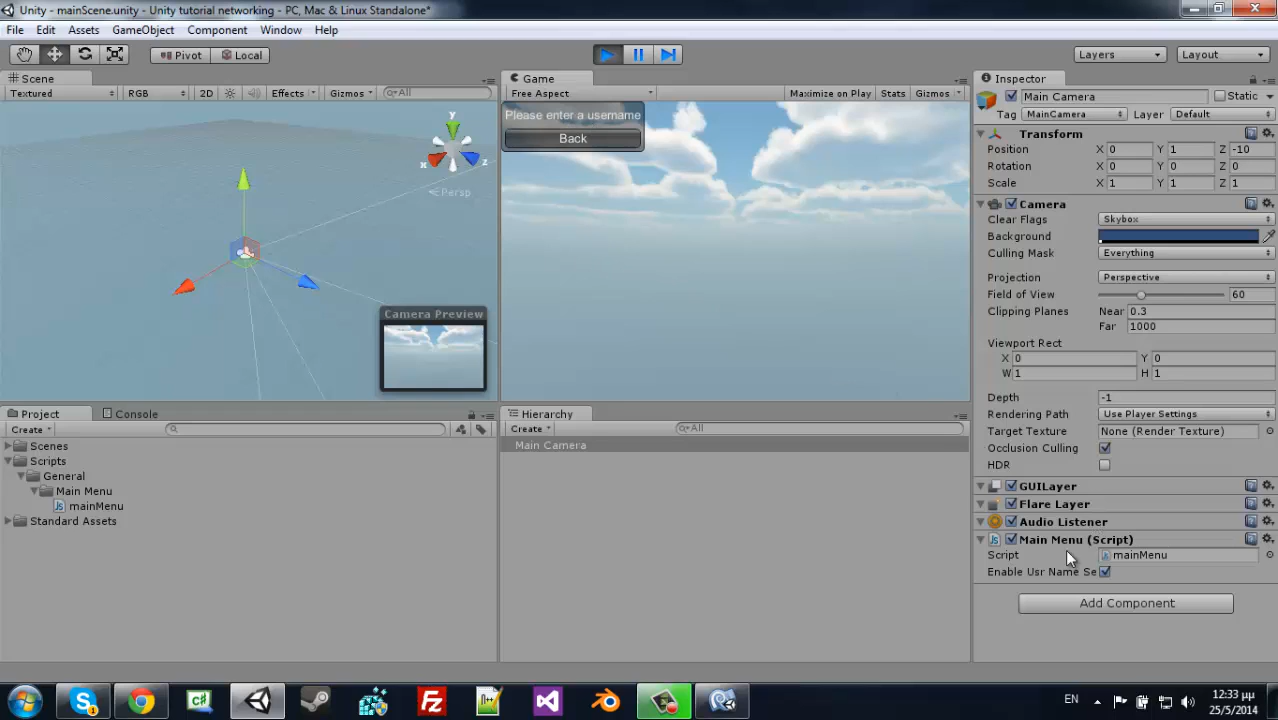 Unity - mainScene.unity - Unity tutorial networking - PC, Mac & Linux Standalone*
File Edit Assets GameObject Component Window Help
Pivot Local Layers Layout
Scene
Textured RGB 2D Effects Gizmos All
y
x
z
Persp
Camera Preview
Game
Free Aspect Maximize on Play Stats Gizmos
Please enter a username
Back
Project Console
Create
Scenes
Scripts
General
Main Menu
mainMenu
Standard Assets
Hierarchy
Create All
Main Camera
Inspector
Main Camera Static
Tag MainCamera Layer Default
Transform
Position X 0 Y 1 Z -10
Rotation X 0 Y 0 Z 0
Scale X 1 Y 1 Z 1
Camera
Clear Flags Skybox
Background
Culling Mask Everything
Projection Perspective
Field of View 60
Clipping Planes Near 0.3
Far 1000
Viewport Rect
X 0 Y 0
W 1 H 1
Depth -1
Rendering Path Use Player Settings
Target Texture None (Render Texture)
Occlusion Culling
HDR
GUILayer
Flare Layer
Audio Listener
Main Menu (Script)
Script mainMenu
Enable Usr Name Se
Add Component
EN
12:33 μμ
25/5/2014